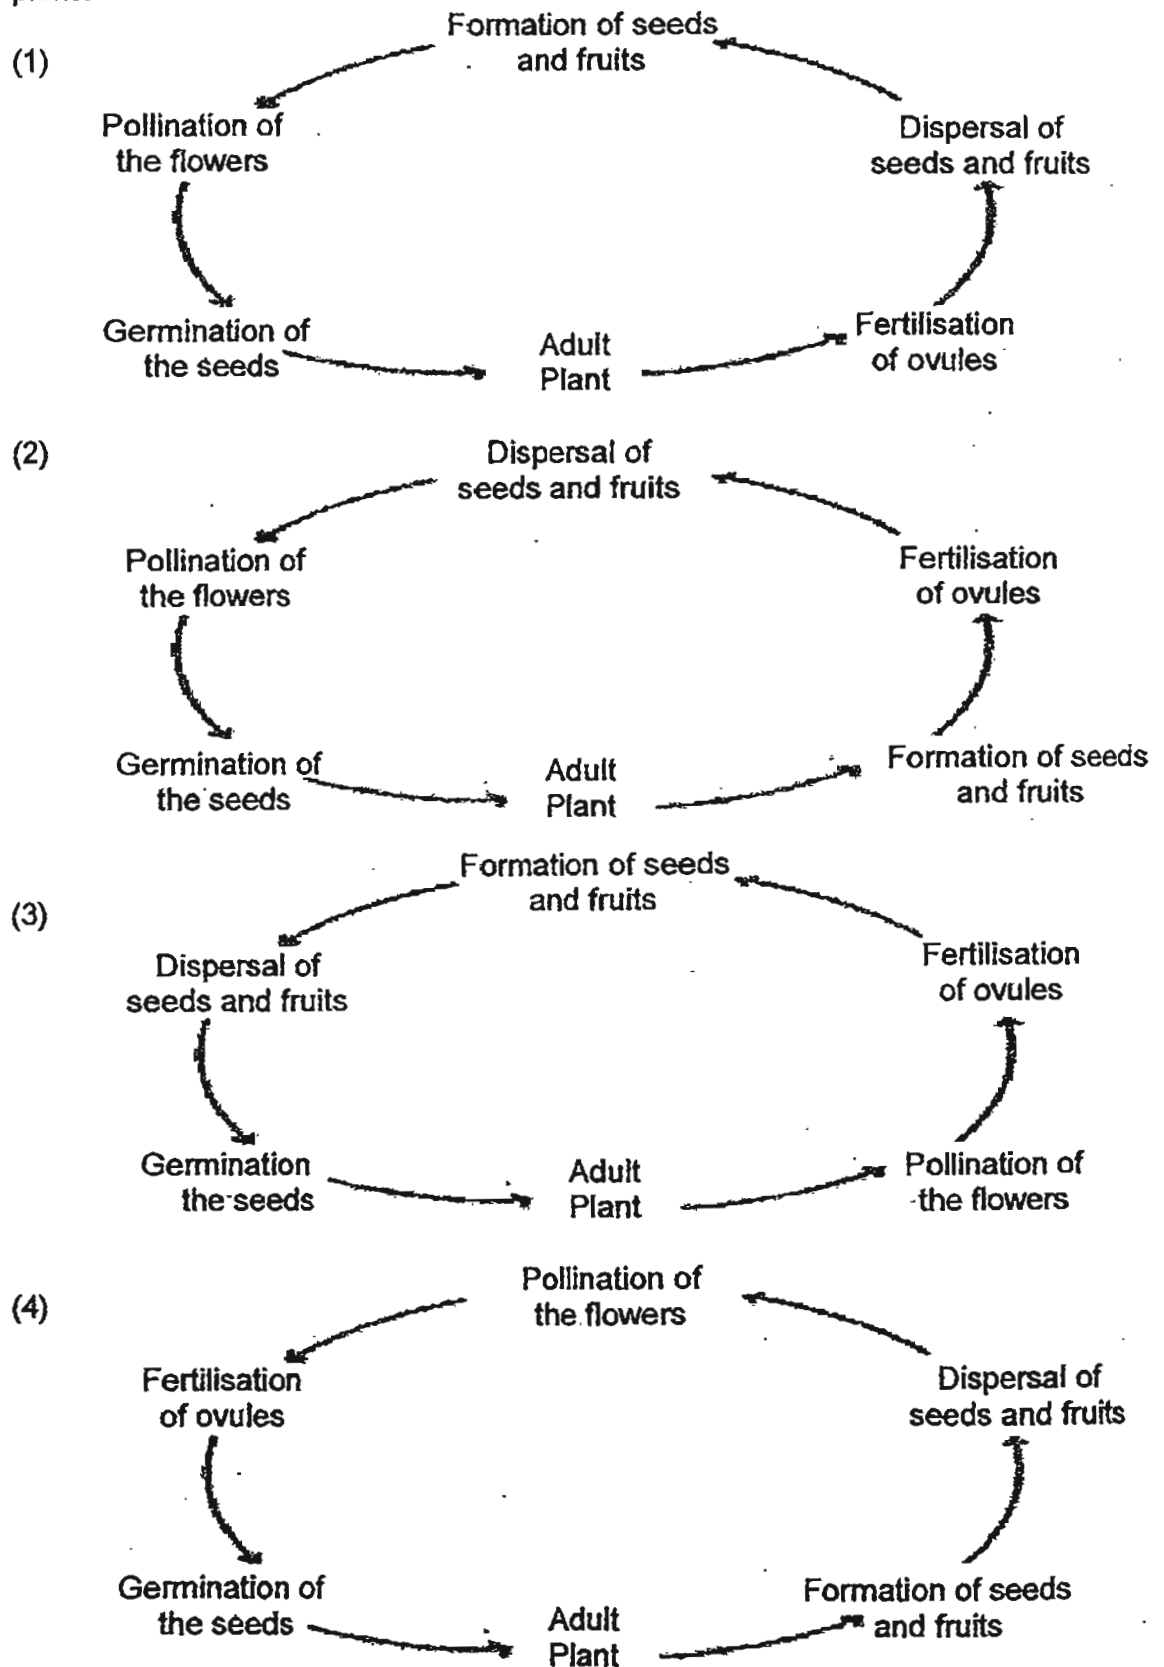 (1)
Formation of seeds
and fruits
Pollination of
the flowers
Dispersal of
seeds and fruits
Germination of
the seeds
Adult
Plant
Fertilisation
of ovules
(2)
Dispersal of
seeds and fruits
Pollination of
the flowers
Fertilisation
of ovules
Germination of
the seeds
Adult
Plant
Formation of seeds
and fruits
(3)
Formation of seeds
and fruits
Dispersal of
seeds and fruits
Fertilisation
of ovules
Germination
the seeds
Adult
Plant
Pollination of
the flowers
(4)
Pollination of
the flowers
Fertilisation
of ovules
Dispersal of
seeds and fruits
Germination of
the seeds
Adult
Plant
Formation of seeds
and fruits